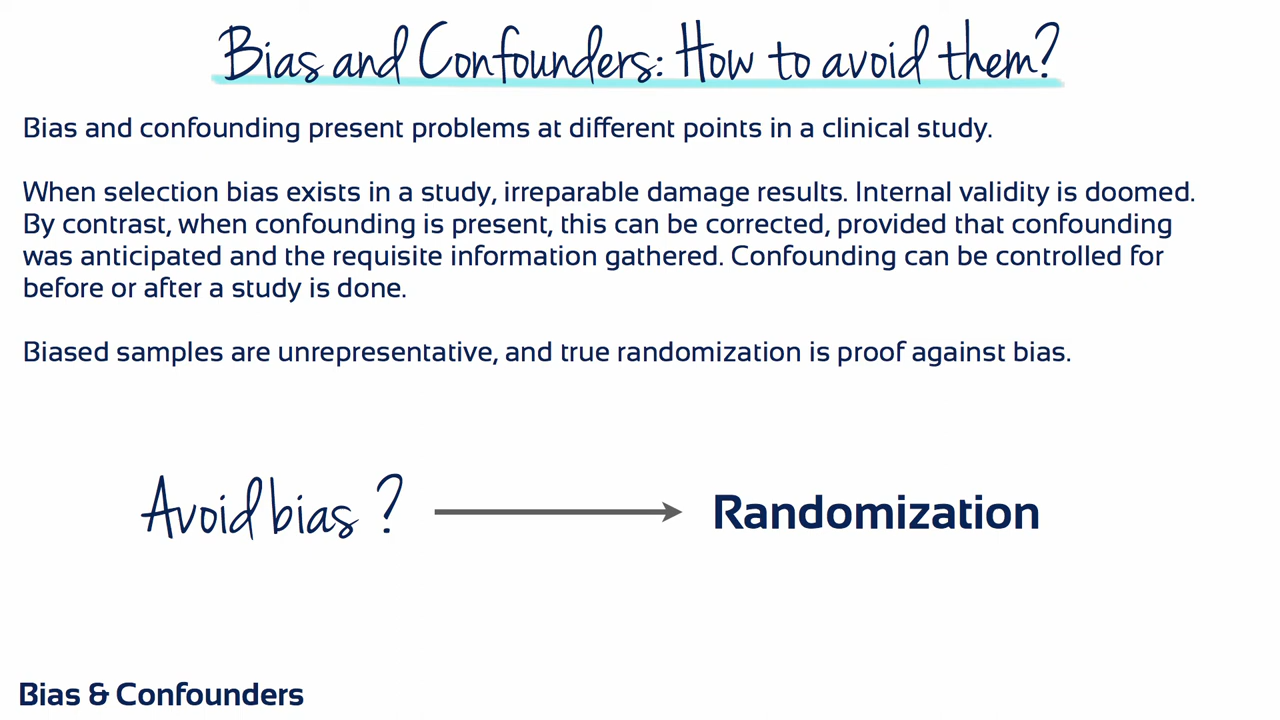 Bias and Confounders: How to avoid them?
Bias and confounding present problems at different points in a clinical study.
When selection bias exists in a study, irreparable damage results. Internal validity is doomed.
By contrast, when confounding is present, this can be corrected, provided that confounding
was anticipated and the requisite information gathered. Confounding can be controlled for
before or after a study is done.
Biased samples are unrepresentative, and true randomization is proof against bias.
Avoid bias ? Randomization
Bias & Confounders